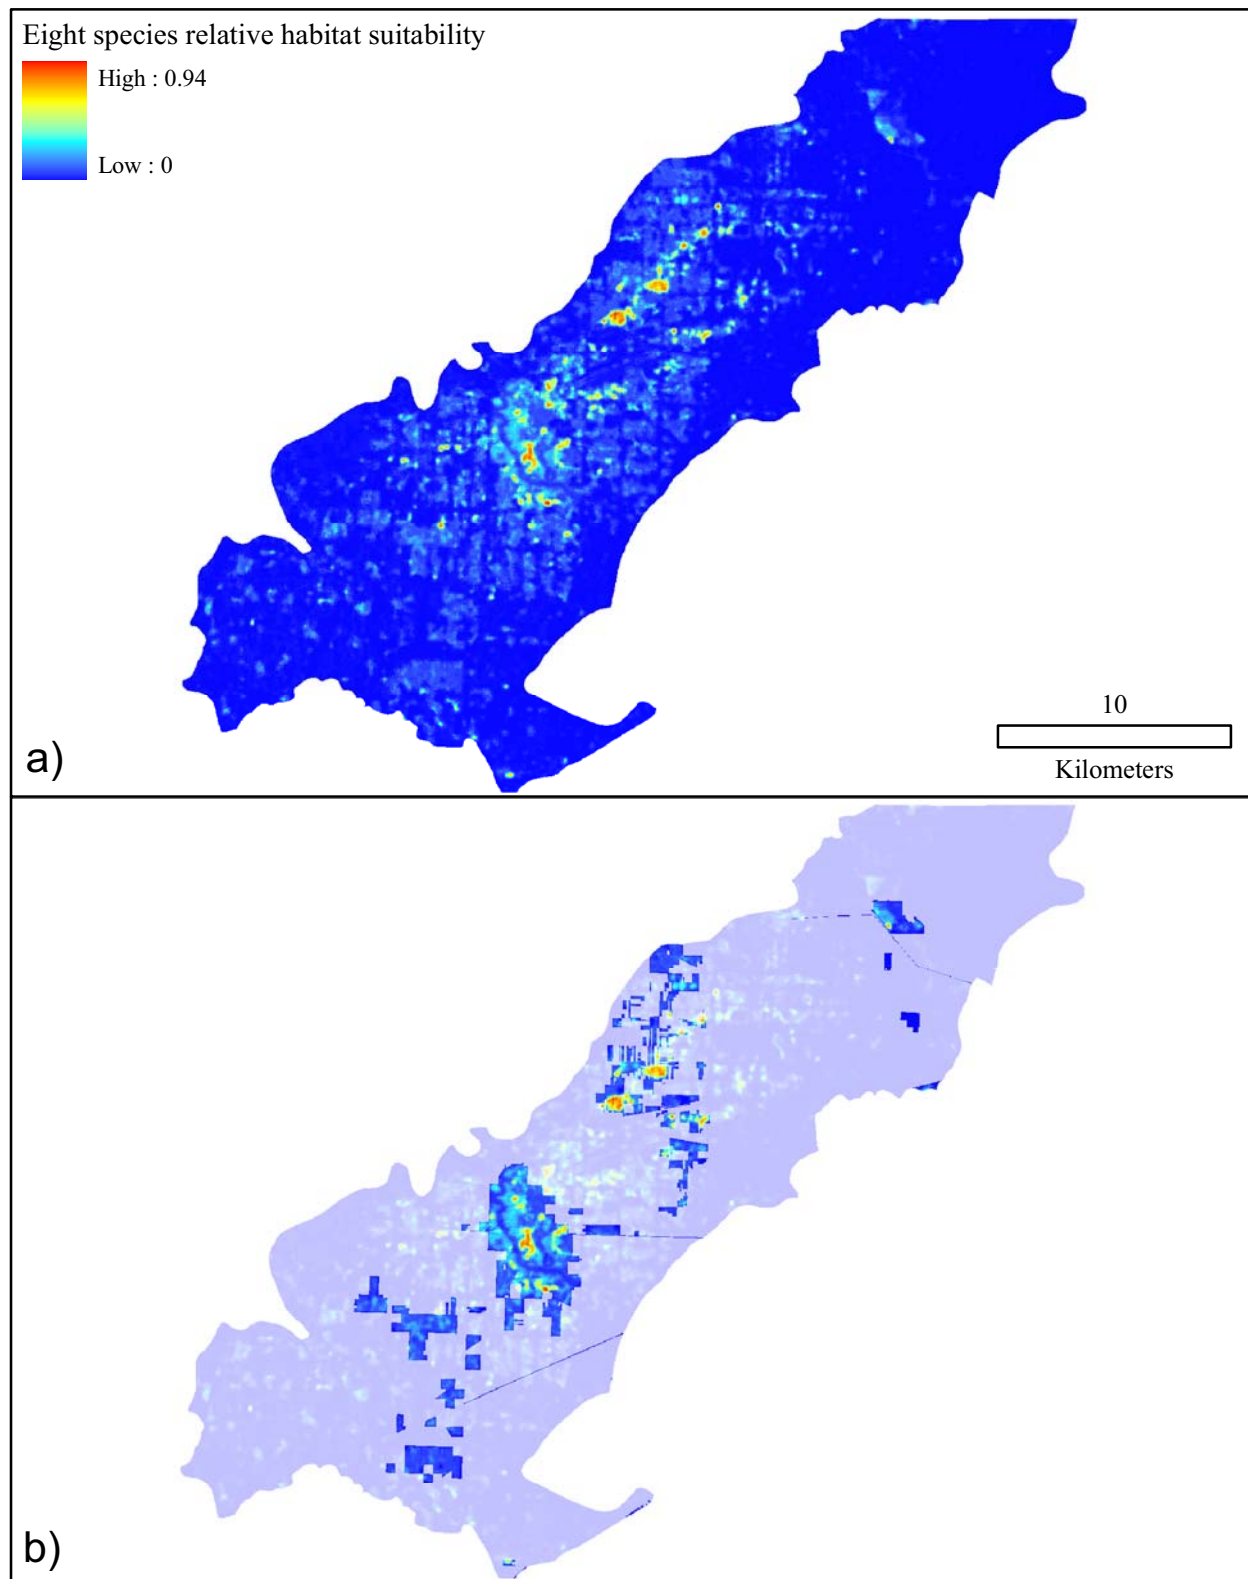 Eight species relative habitat suitability
High : 0.94
Low : 0
10
Kilometers
a)
b)